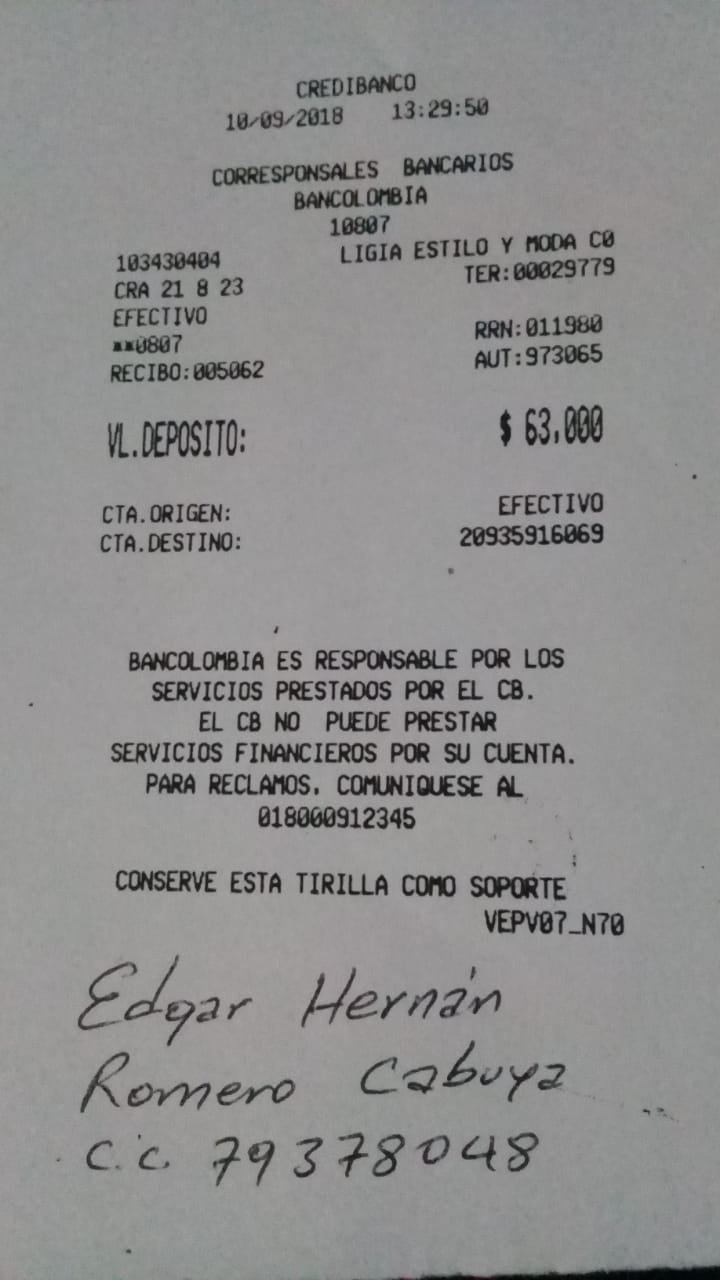 CREDIBANCO
10/09/2018 13:29:50
CORRESPONSALES BANCARIOS
BANCOLOMBIA
10807
103430404 LIGIA ESTILO Y MODA C0
CRA 21 8 23 TER:00029779
EFECTIVO
**0807 RRN:011980
RECIBO:005062 AUT:973065
VL.DEPOSITO: $ 63,000
CTA.ORIGEN: EFECTIVO
CTA.DESTINO: 20935916069
BANCOLOMBIA ES RESPONSABLE POR LOS
SERVICIOS PRESTADOS POR EL CB.
EL CB NO PUEDE PRESTAR
SERVICIOS FINANCIEROS POR SU CUENTA.
PARA RECLAMOS, COMUNIQUESE AL
018000912345
CONSERVE ESTA TIRILLA COMO SOPORTE
VEPV07_N70
Edgar Hernán
Romero Cabuya
C.C. 79378048